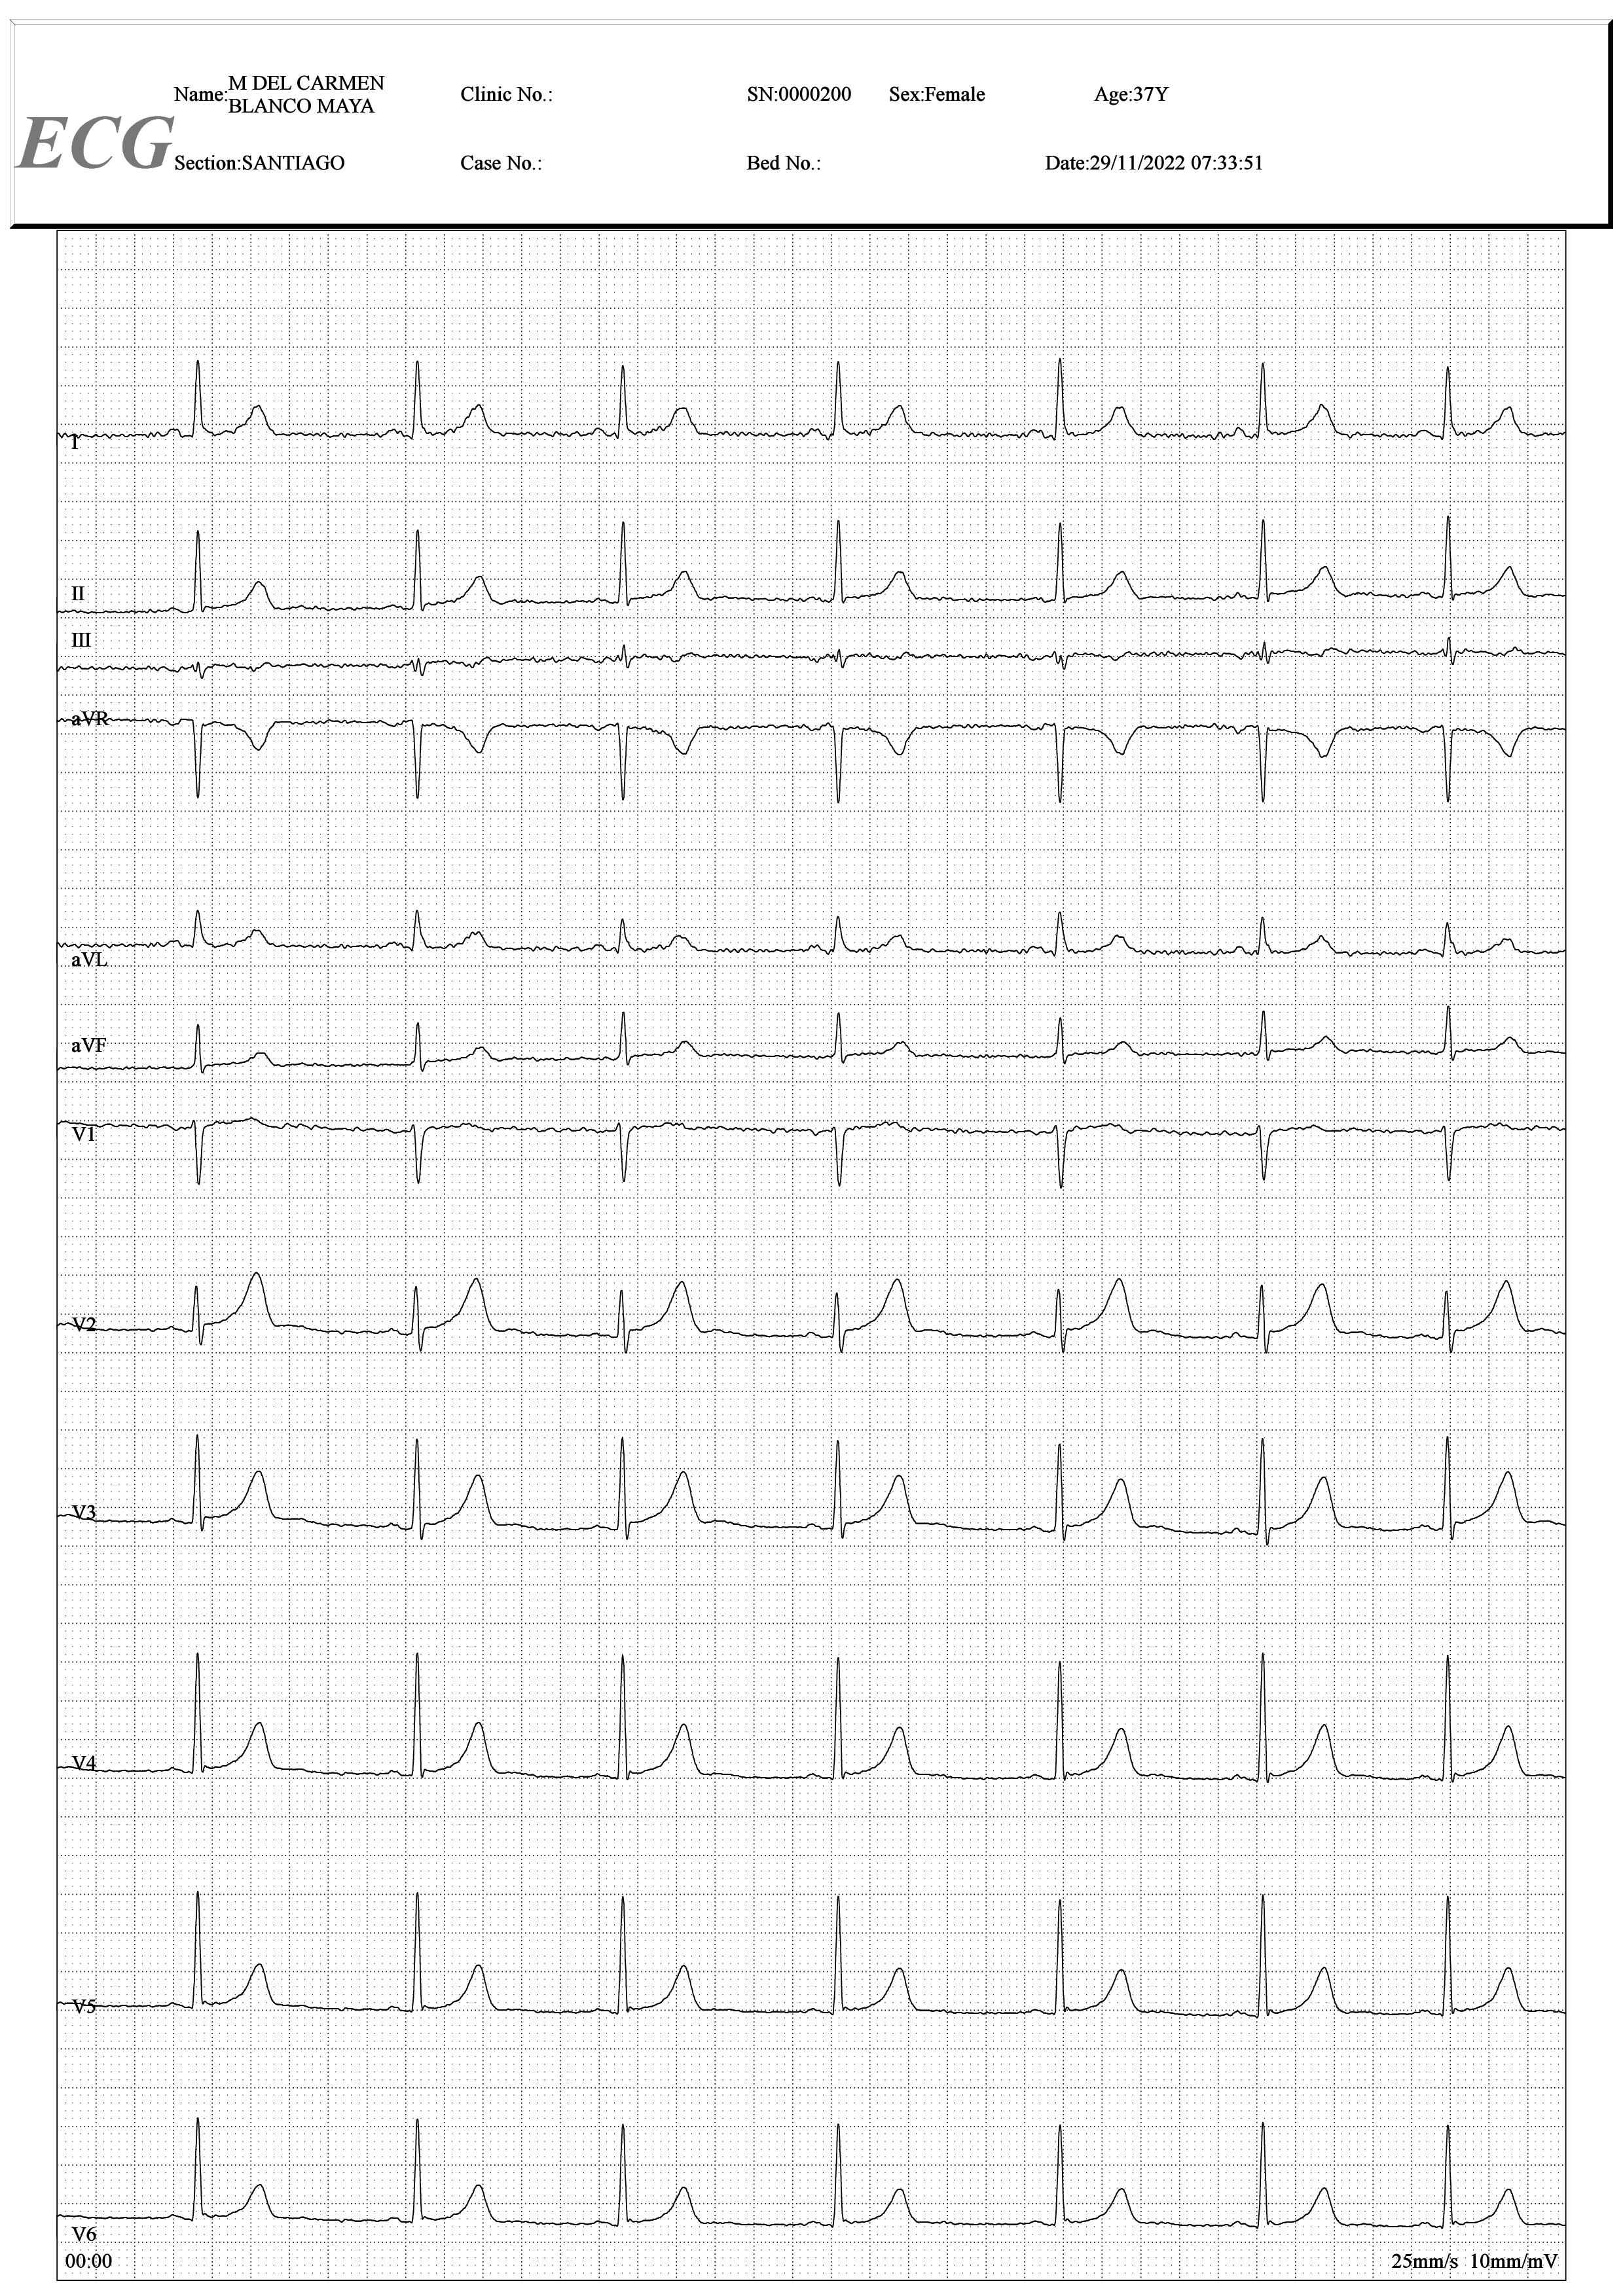 ECG
Name: M DEL CARMEN BLANCO MAYA
Clinic No.:
SN:0000200
Sex:Female
Age:37Y
Section:SANTIAGO
Case No.:
Bed No.:
Date:29/11/2022 07:33:51
I
II
III
aVR
aVL
aVF
V1
V2
V3
V4
V5
V6
00:00
25mm/s 10mm/mV